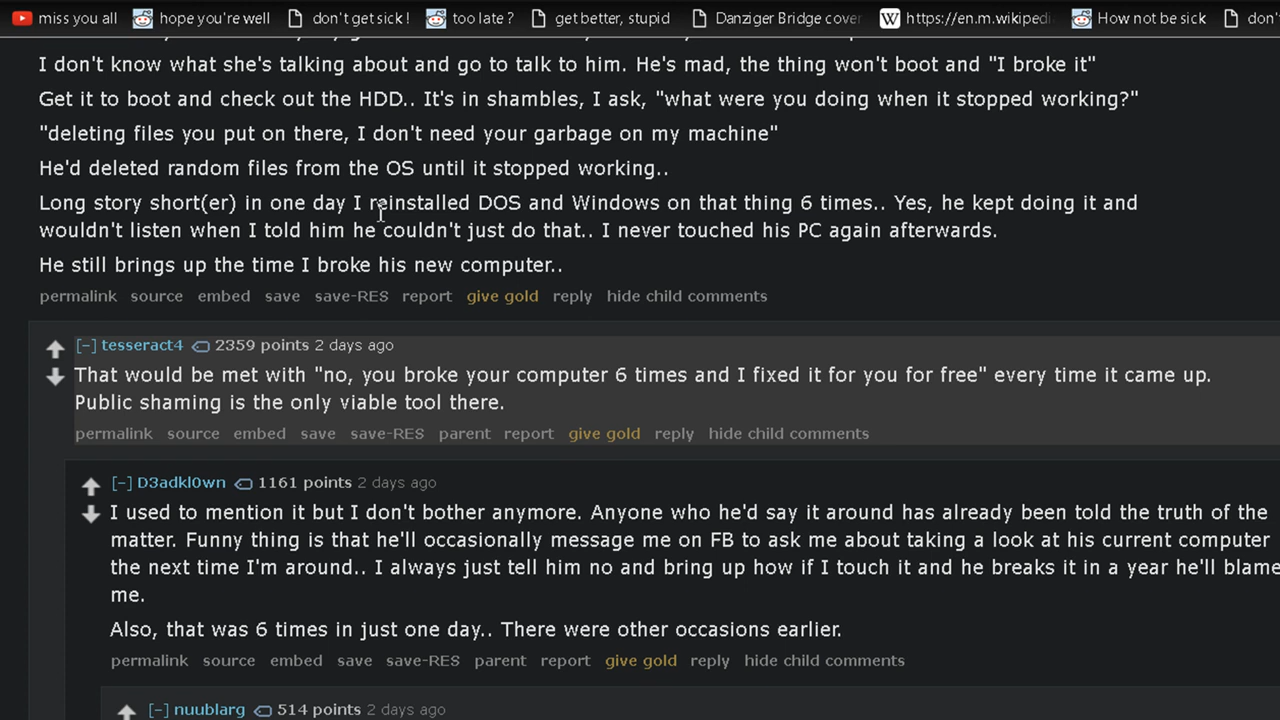 miss you all hope you're well don't get sick ! too late ? get better, stupid Danziger Bridge cover https://en.m.wikipedi How not be sick don'
I don't know what she's talking about and go to talk to him. He's mad, the thing won't boot and "I broke it"
Get it to boot and check out the HDD.. It's in shambles, I ask, "what were you doing when it stopped working?"
"deleting files you put on there, I don't need your garbage on my machine"
He'd deleted random files from the OS until it stopped working..
Long story short(er) in one day I reinstalled DOS and Windows on that thing 6 times.. Yes, he kept doing it and
wouldn't listen when I told him he couldn't just do that.. I never touched his PC again afterwards.
He still brings up the time I broke his new computer..
permalink source embed save save-RES report give gold reply hide child comments
[–] tesseract4 2359 points 2 days ago
That would be met with "no, you broke your computer 6 times and I fixed it for you for free" every time it came up.
Public shaming is the only viable tool there.
permalink source embed save save-RES parent report give gold reply hide child comments
[–] D3adkl0wn 1161 points 2 days ago
I used to mention it but I don't bother anymore. Anyone who he'd say it around has already been told the truth of the
matter. Funny thing is that he'll occasionally message me on FB to ask me about taking a look at his current computer
the next time I'm around.. I always just tell him no and bring up how if I touch it and he breaks it in a year he'll blame
me.
Also, that was 6 times in just one day.. There were other occasions earlier.
permalink source embed save save-RES parent report give gold reply hide child comments
[–] nuublarg 514 points 2 days ago